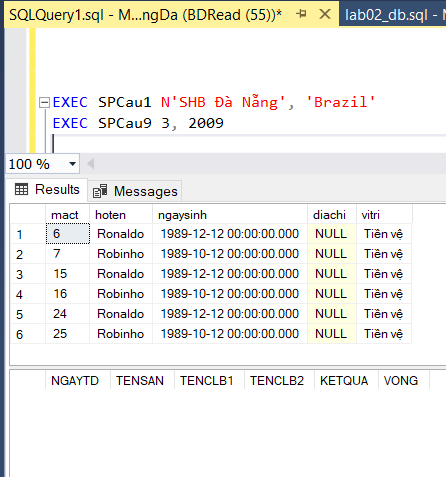 SQLQuery1.sql - M...ngDa (BDRead (55))* lab02_db.sql - M
EXEC SPCau1 N'SHB Đà Nẵng', 'Brazil'
EXEC SPCau9 3, 2009
100 %
Results Messages
mact hoten ngaysinh diachi vitri
1 6 Ronaldo 1989-12-12 00:00:00.000 NULL Tiền vệ
2 7 Robinho 1989-10-12 00:00:00.000 NULL Tiền vệ
3 15 Ronaldo 1989-12-12 00:00:00.000 NULL Tiền vệ
4 16 Robinho 1989-10-12 00:00:00.000 NULL Tiền vệ
5 24 Ronaldo 1989-12-12 00:00:00.000 NULL Tiền vệ
6 25 Robinho 1989-10-12 00:00:00.000 NULL Tiền vệ
NGAYTD TENSAN TENCLB1 TENCLB2 KETQUA VONG